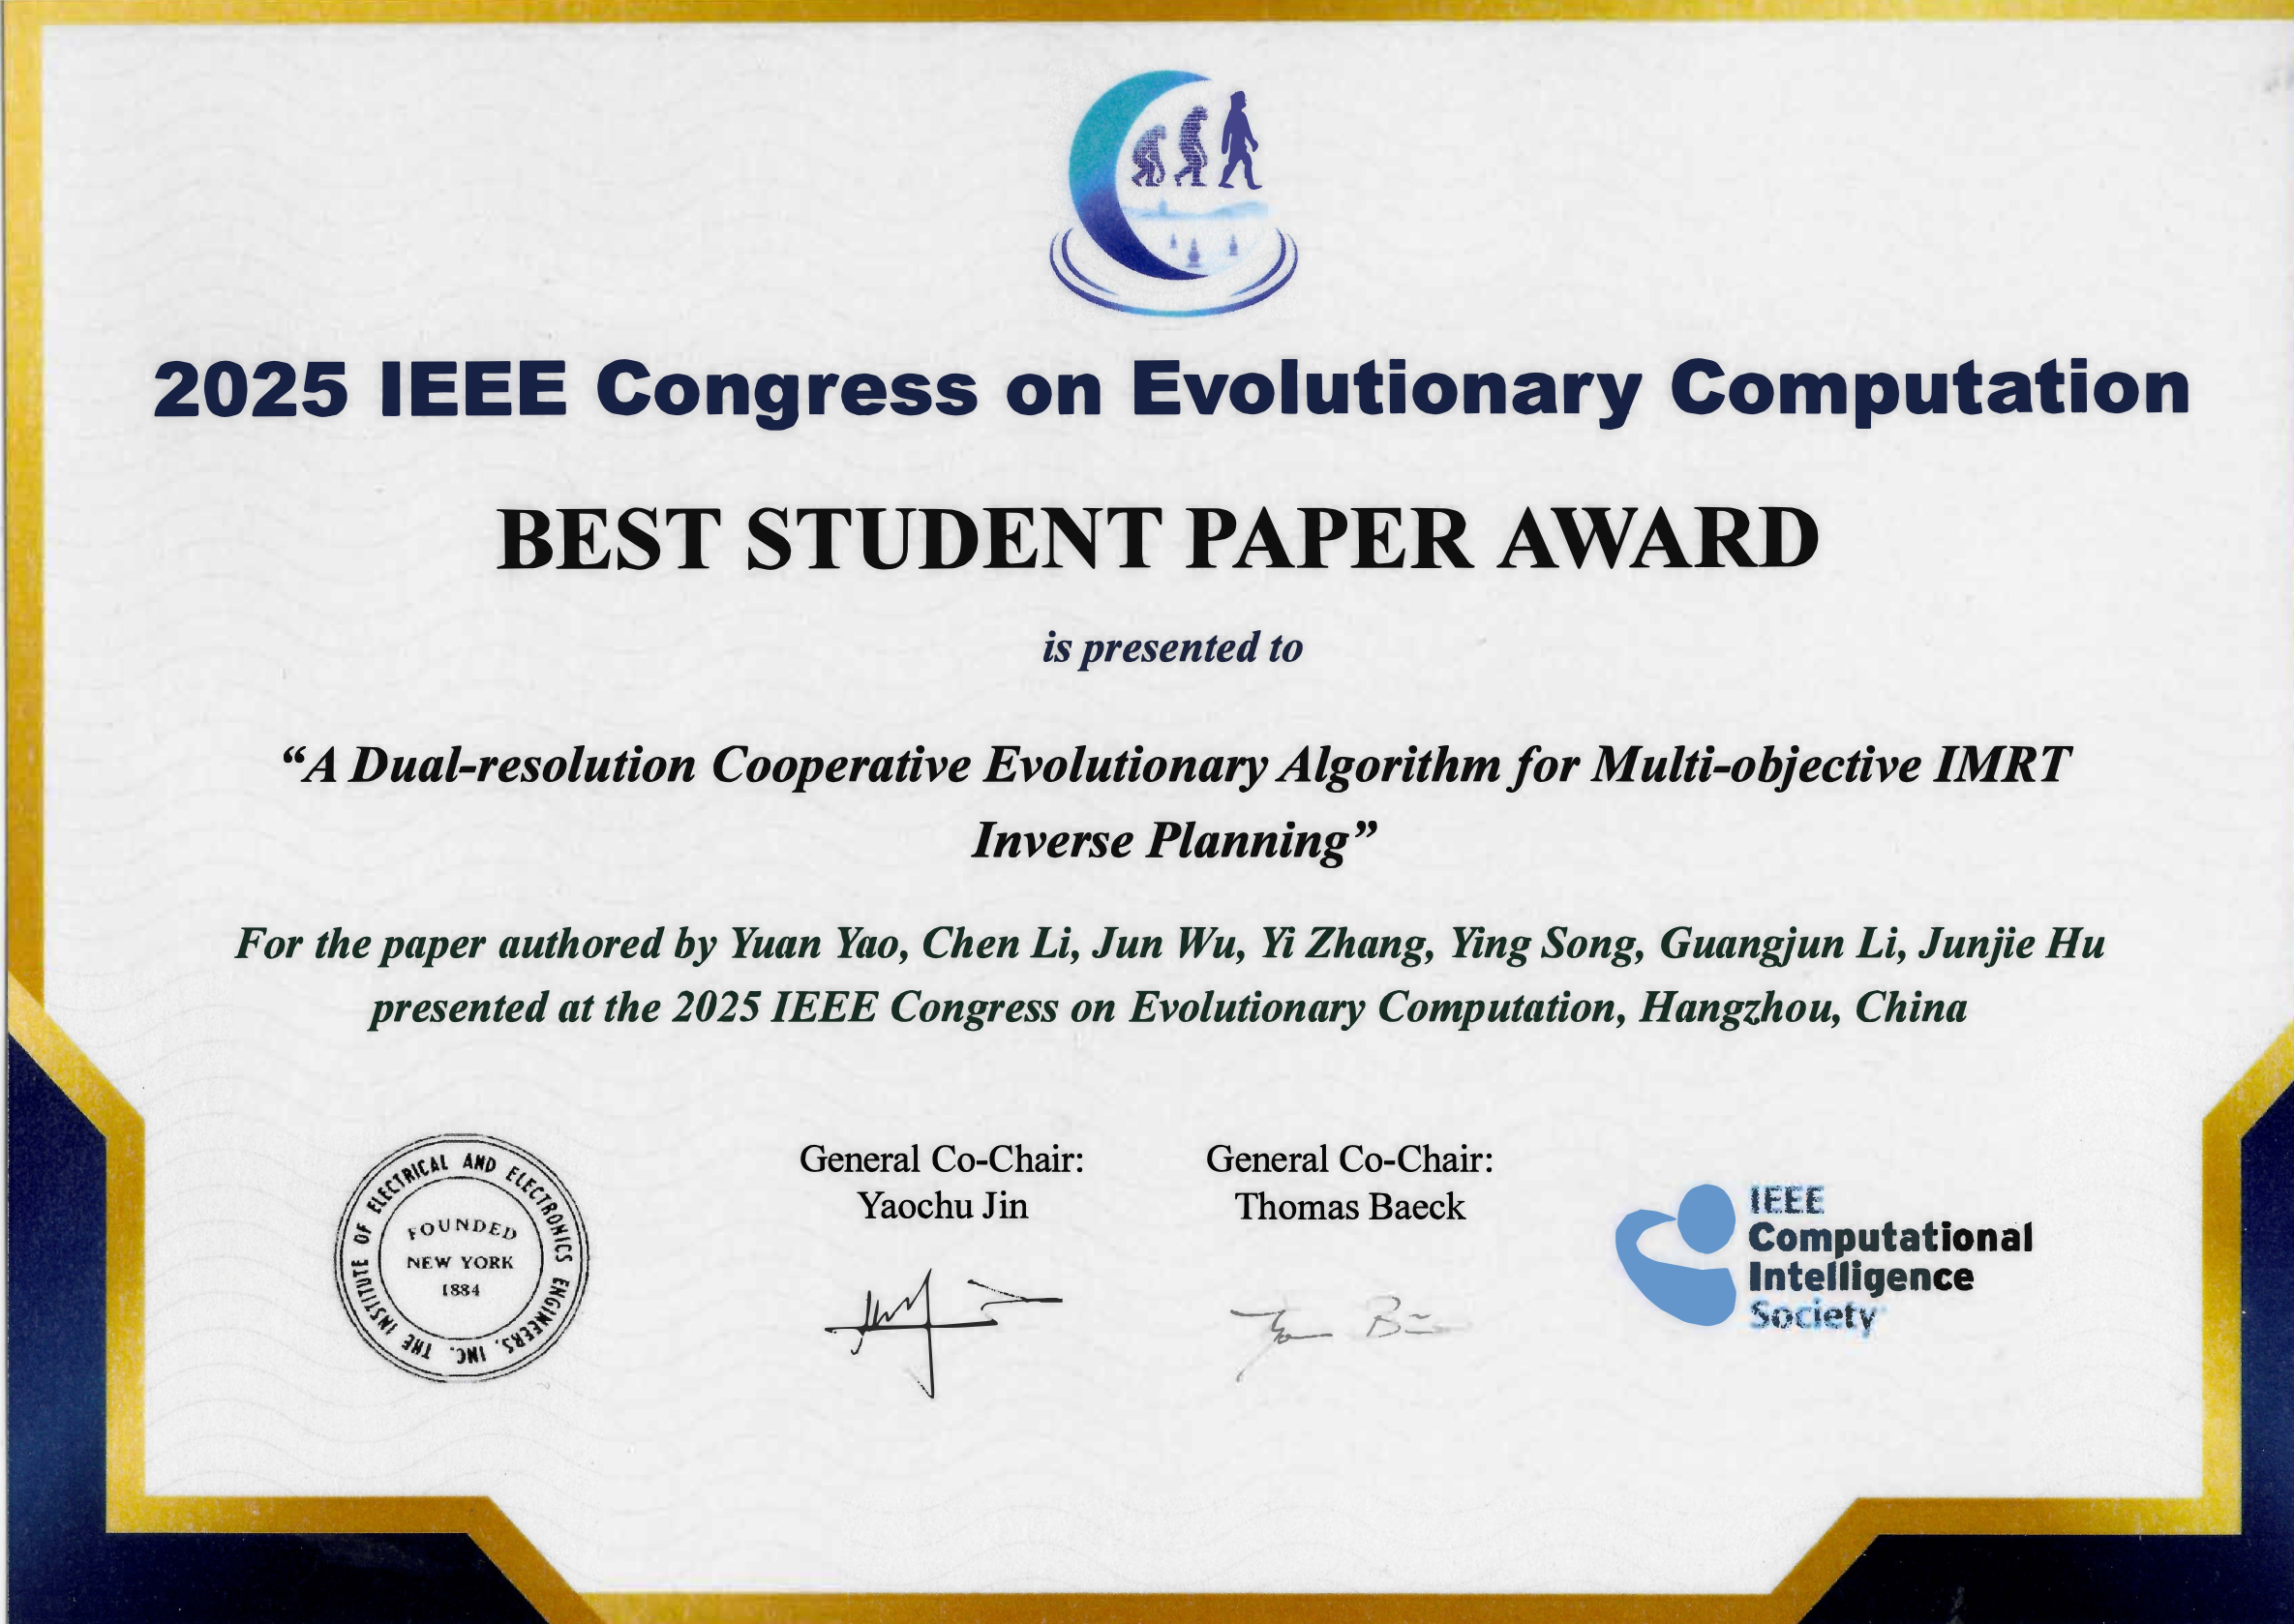 2025 IEEE Congress on Evolutionary Computation
BEST STUDENT PAPER AWARD
is presented to
“A Dual-resolution Cooperative Evolutionary Algorithm for Multi-objective IMRT
Inverse Planning”
For the paper authored by Yuan Yao, Chen Li, Jun Wu, Yi Zhang, Ying Song, Guangjun Li, Junjie Hu
presented at the 2025 IEEE Congress on Evolutionary Computation, Hangzhou, China
THE INSTITUTE OF ELECTRICAL AND ELECTRONICS ENGINEERS, INC.
FOUNDED
NEW YORK
1884
General Co-Chair:
Yaochu Jin
General Co-Chair:
Thomas Baeck
IEEE
Computational
Intelligence
Society